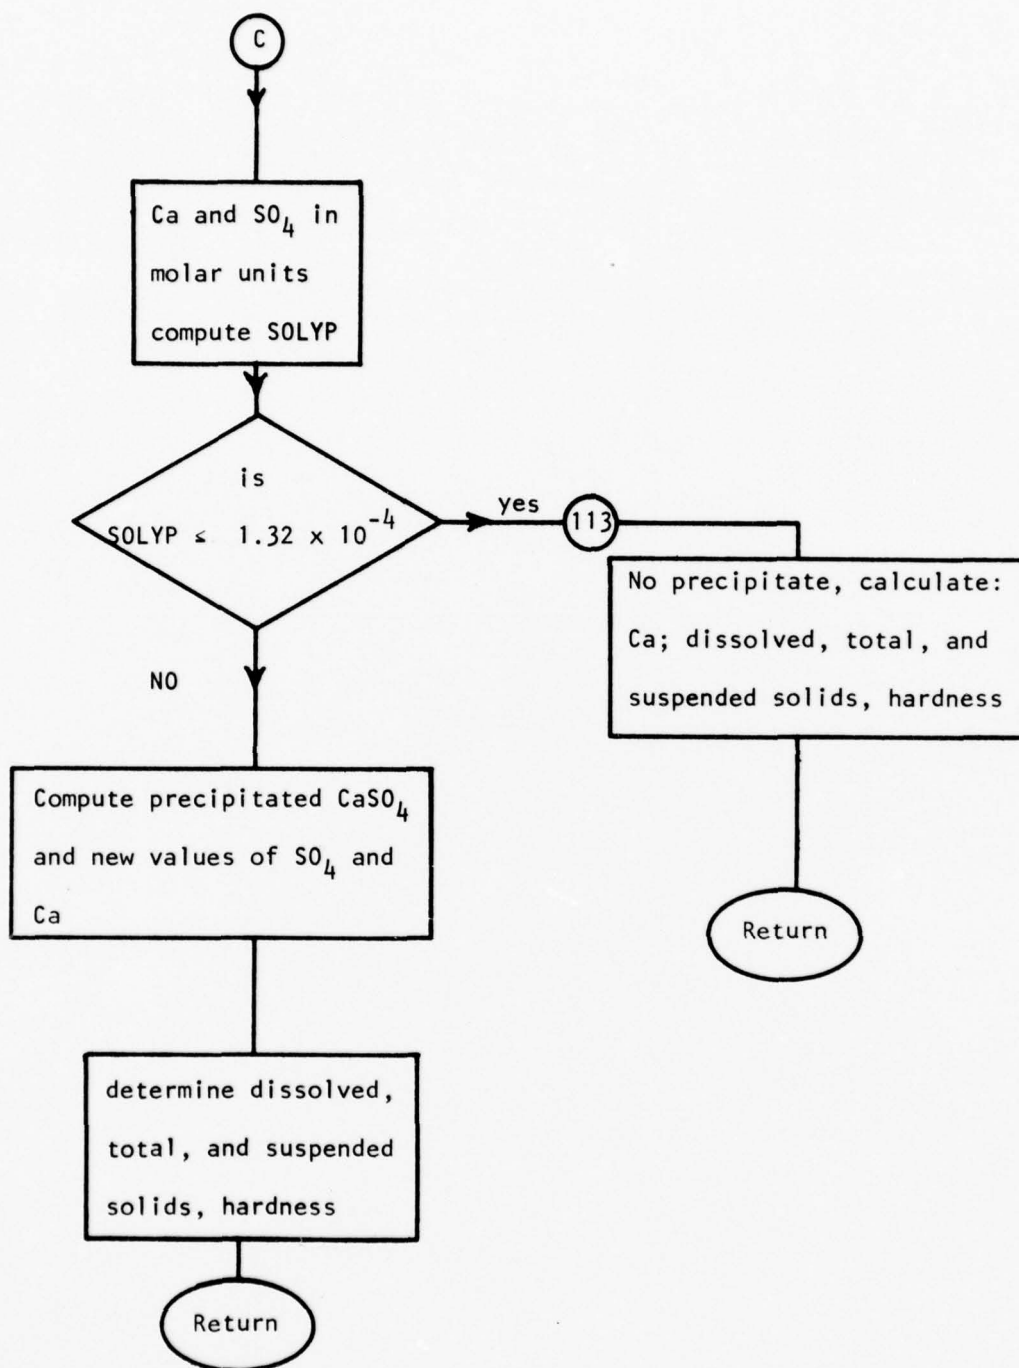 C
Ca and SO4 in
molar units
compute SOLYP
is
SOLYP ≤ 1.32 x 10^-4
yes
113
No precipitate, calculate:
Ca; dissolved, total, and
suspended solids, hardness
Return
NO
Compute precipitated CaSO4
and new values of SO4 and
Ca
determine dissolved,
total, and suspended
solids, hardness
Return